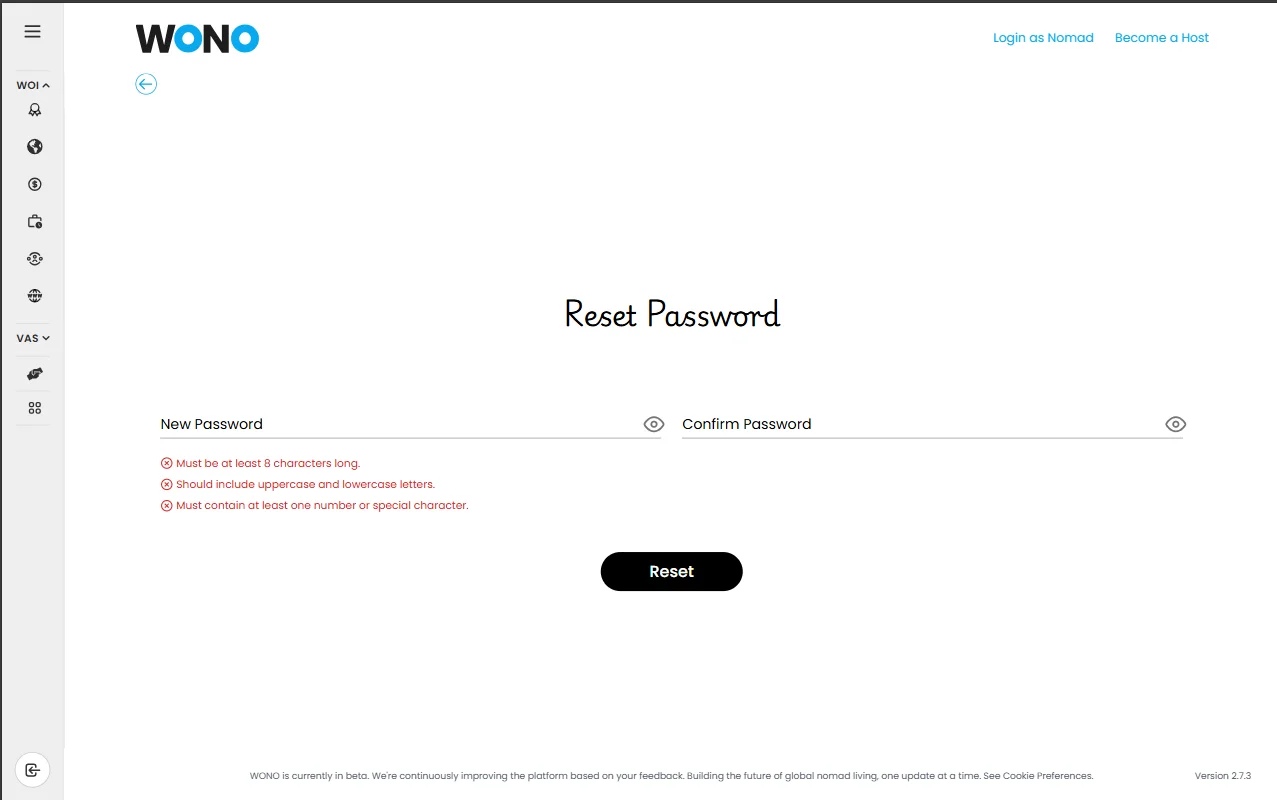 WONO
Login as Nomad
Become a Host
WOI
VAS
Reset Password
New Password
Confirm Password
Must be at least 8 characters long.
Should include uppercase and lowercase letters.
Must contain at least one number or special character.
Reset
WONO is currently in beta. We're continuously improving the platform based on your feedback. Building the future of global nomad living, one update at a time. See Cookie Preferences.
Version 2.7.3